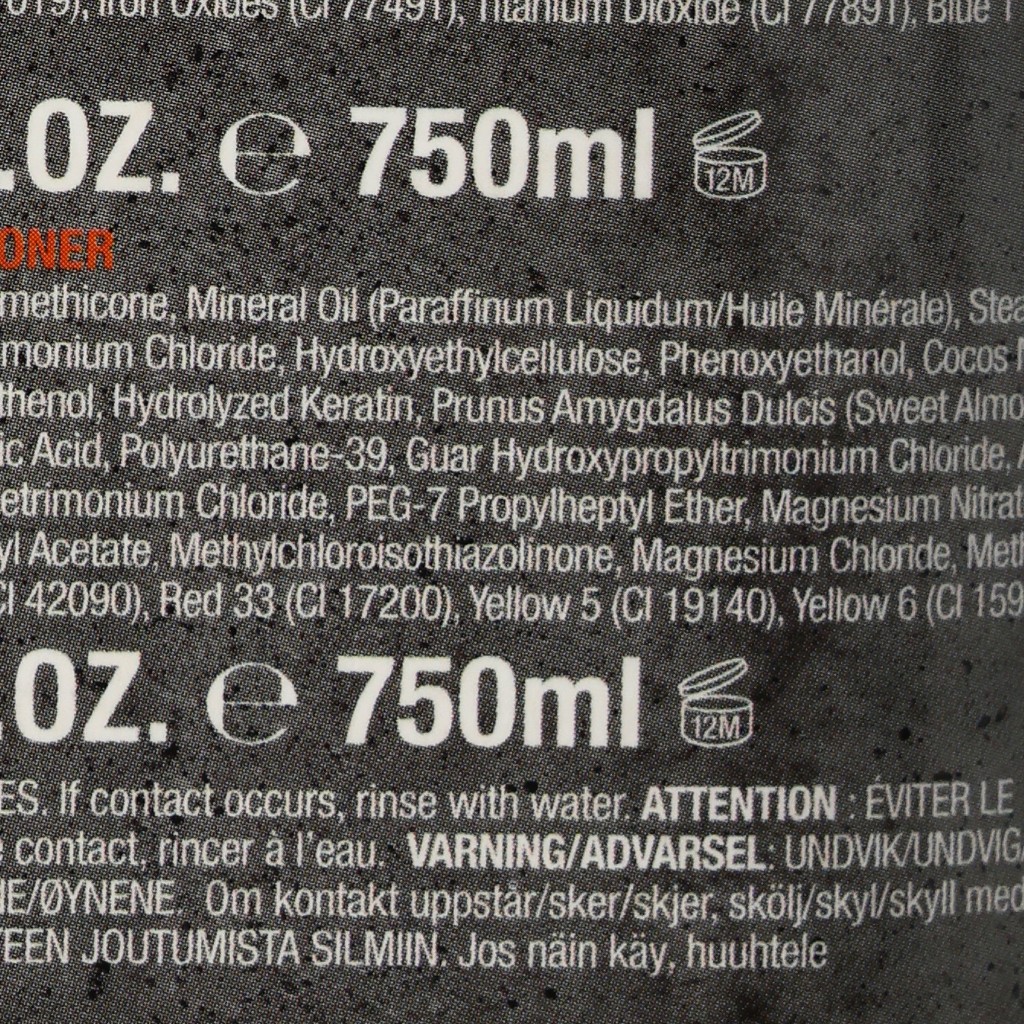 019), Iron Oxides (CI 77491), Titanium Dioxide (CI 77891), Blue 1
.OZ. ℮ 750ml 12M
ONER
methicone, Mineral Oil (Paraffinum Liquidum/Huile Minérale), Stea
monium Chloride, Hydroxyethylcellulose, Phenoxyethanol, Cocos
thenol, Hydrolyzed Keratin, Prunus Amygdalus Dulcis (Sweet Almo
ic Acid, Polyurethane-39, Guar Hydroxypropyltrimonium Chloride,
etrimonium Chloride, PEG-7 Propylheptyl Ether, Magnesium Nitrat
yl Acetate, Methylchloroisothiazolinone, Magnesium Chloride, Meth
CI 42090), Red 33 (CI 17200), Yellow 5 (CI 19140), Yellow 6 (CI 159
.OZ. ℮ 750ml 12M
ES. If contact occurs, rinse with water. ATTENTION : ÉVITER LE
contact, rincer à l'eau. VARNING/ADVARSEL: UNDVIK/UNDVIG/
NE/ØYNENE. Om kontakt uppstår/sker/skjer, skölj/skyl/skyll med
TEEN JOUTUMISTA SILMIIN. Jos näin käy, huuhtele